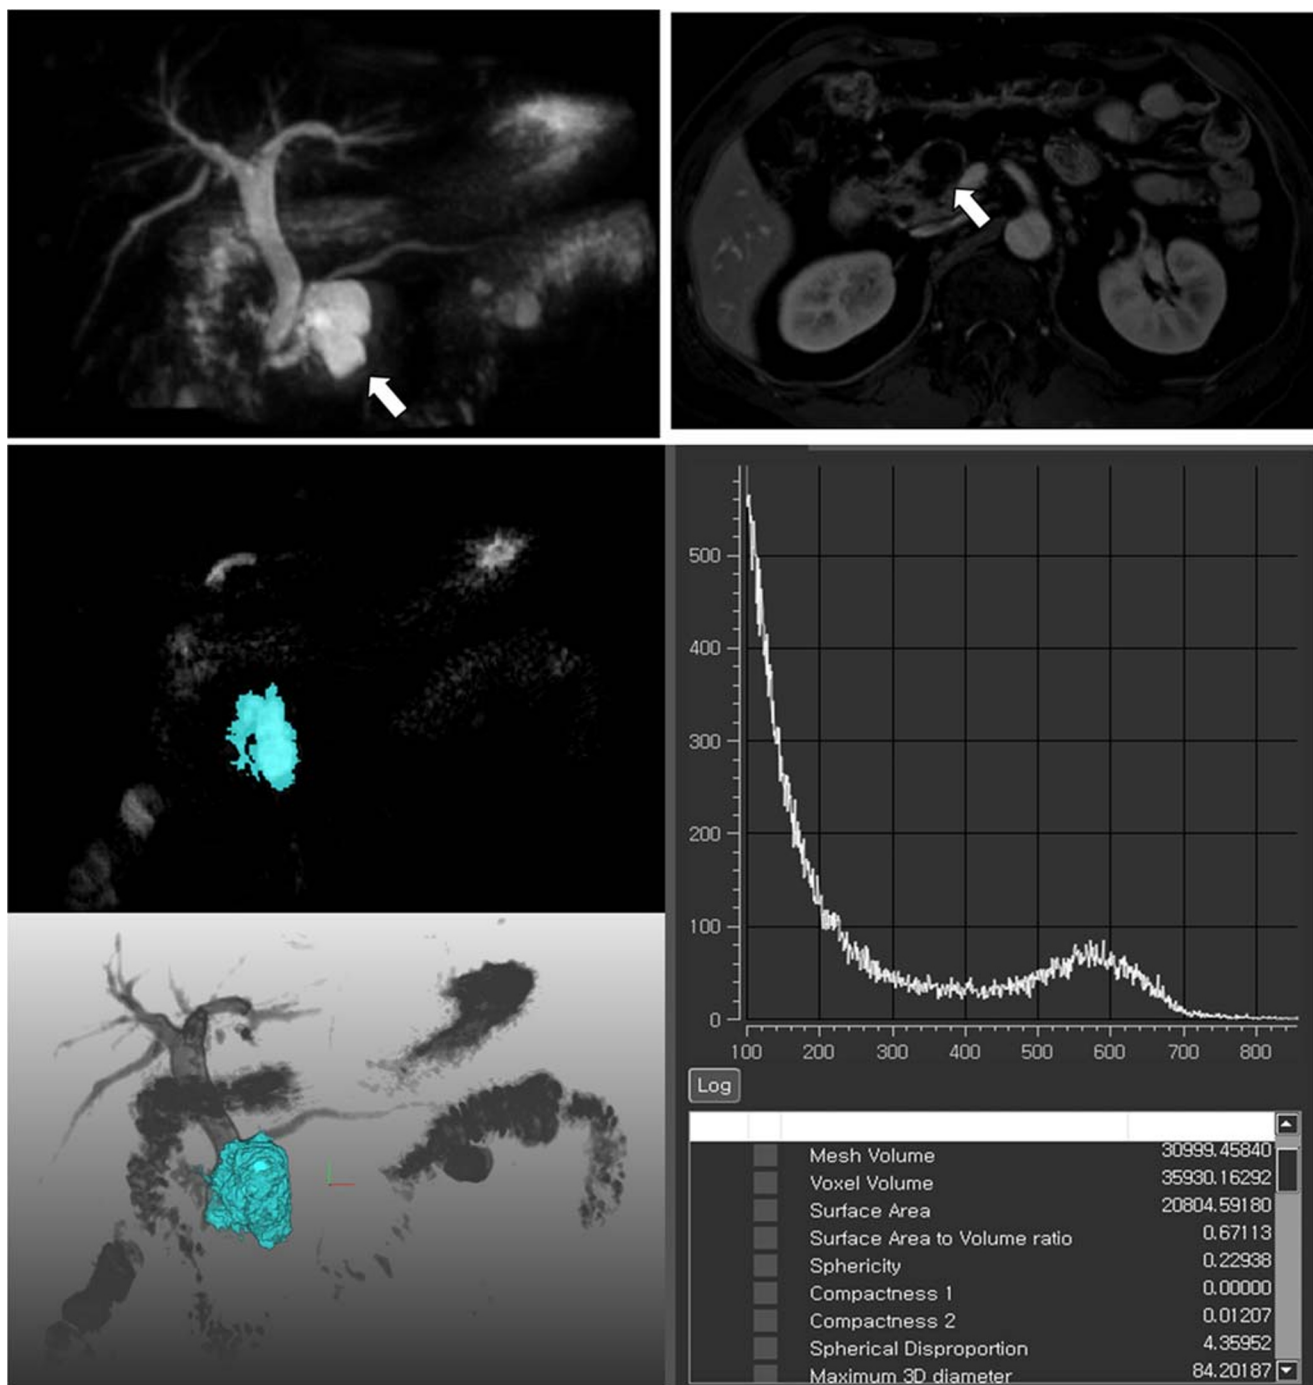 500
400
300
200
100
0
100 200 300 400 500 600 700 800
Log
Mesh Volume 30999.45840
Voxel Volume 35930.16292
Surface Area 20804.59180
Surface Area to Volume ratio 0.67113
Sphericity 0.22938
Compactness 1 0.00000
Compactness 2 0.01207
Spherical Disproportion 4.35952
Maximum 3D diameter 84.20187